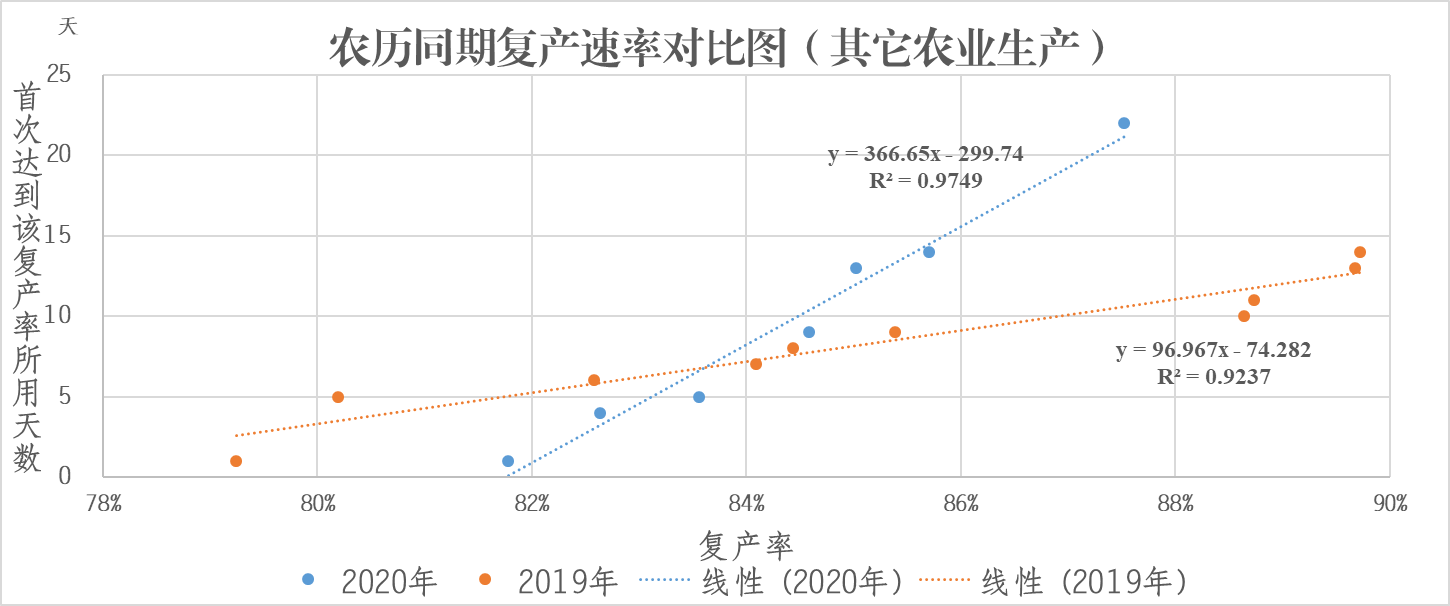 天
农历同期复产速率对比图（其它农业生产）
首次达到该复产率所用天数
25
20
15
10
5
0
y = 366.65x - 299.74
R² = 0.9749
y = 96.967x - 74.282
R² = 0.9237
78% 80% 82% 84% 86% 88% 90%
复产率
2020年 2019年 线性 (2020年) 线性 (2019年)